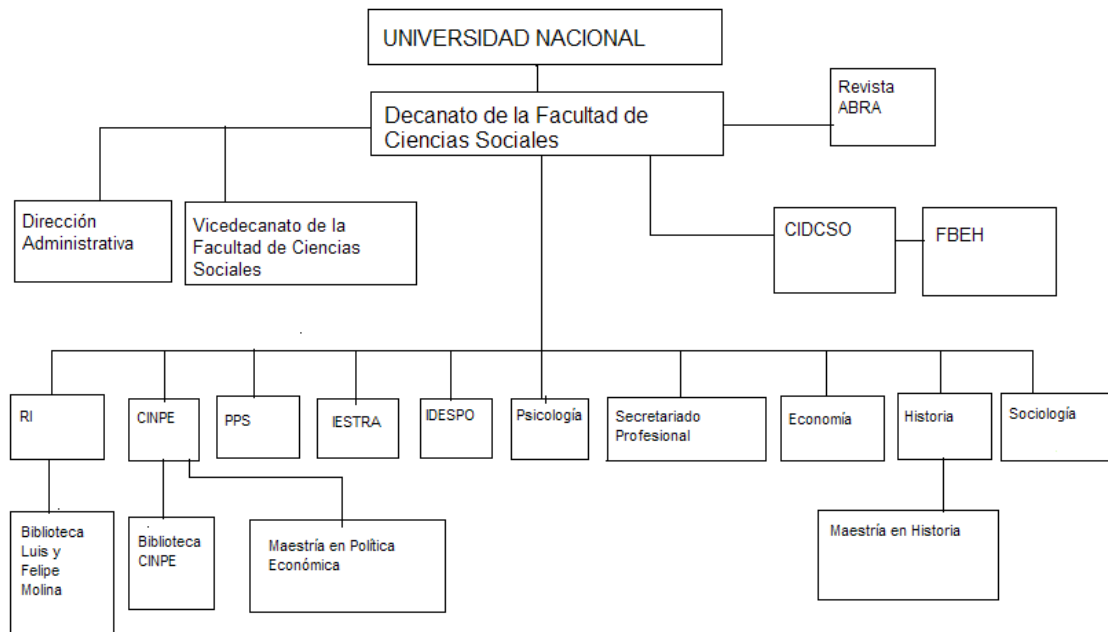 UNIVERSIDAD NACIONAL
Decanato de la Facultad de
Ciencias Sociales
Revista
ABRA
Dirección
Administrativa
Vicedecanato de la
Facultad de Ciencias
Sociales
CIDCSO
FBEH
RI
CINPE
PPS
IESTRA
IDESPO
Psicología
Secretariado
Profesional
Economía
Historia
Sociología
Biblioteca
Luis y
Felipe
Molina
Biblioteca
CINPE
Maestría en Política
Económica
Maestría en Historia